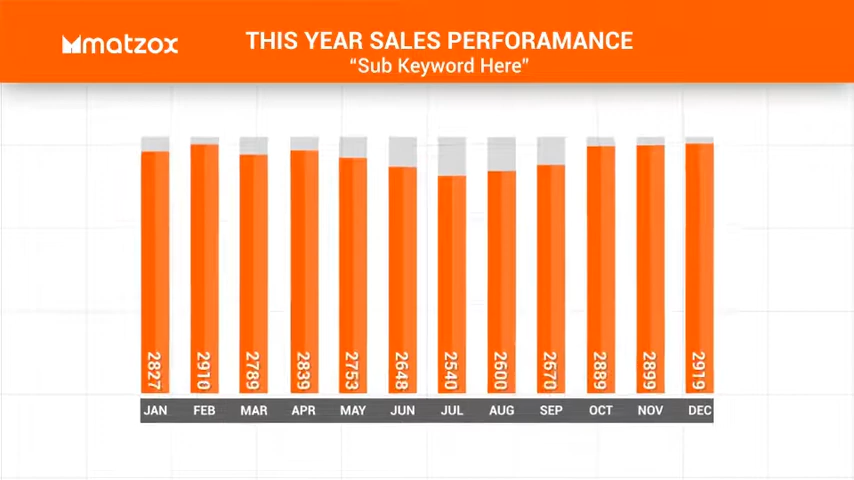 matzox
THIS YEAR SALES PERFORAMANCE
“Sub Keyword Here”
2827 2910 2789 2839 2753 2648 2540 2600 2670 2889 2899 2919
JAN FEB MAR APR MAY JUN JUL AUG SEP OCT NOV DEC